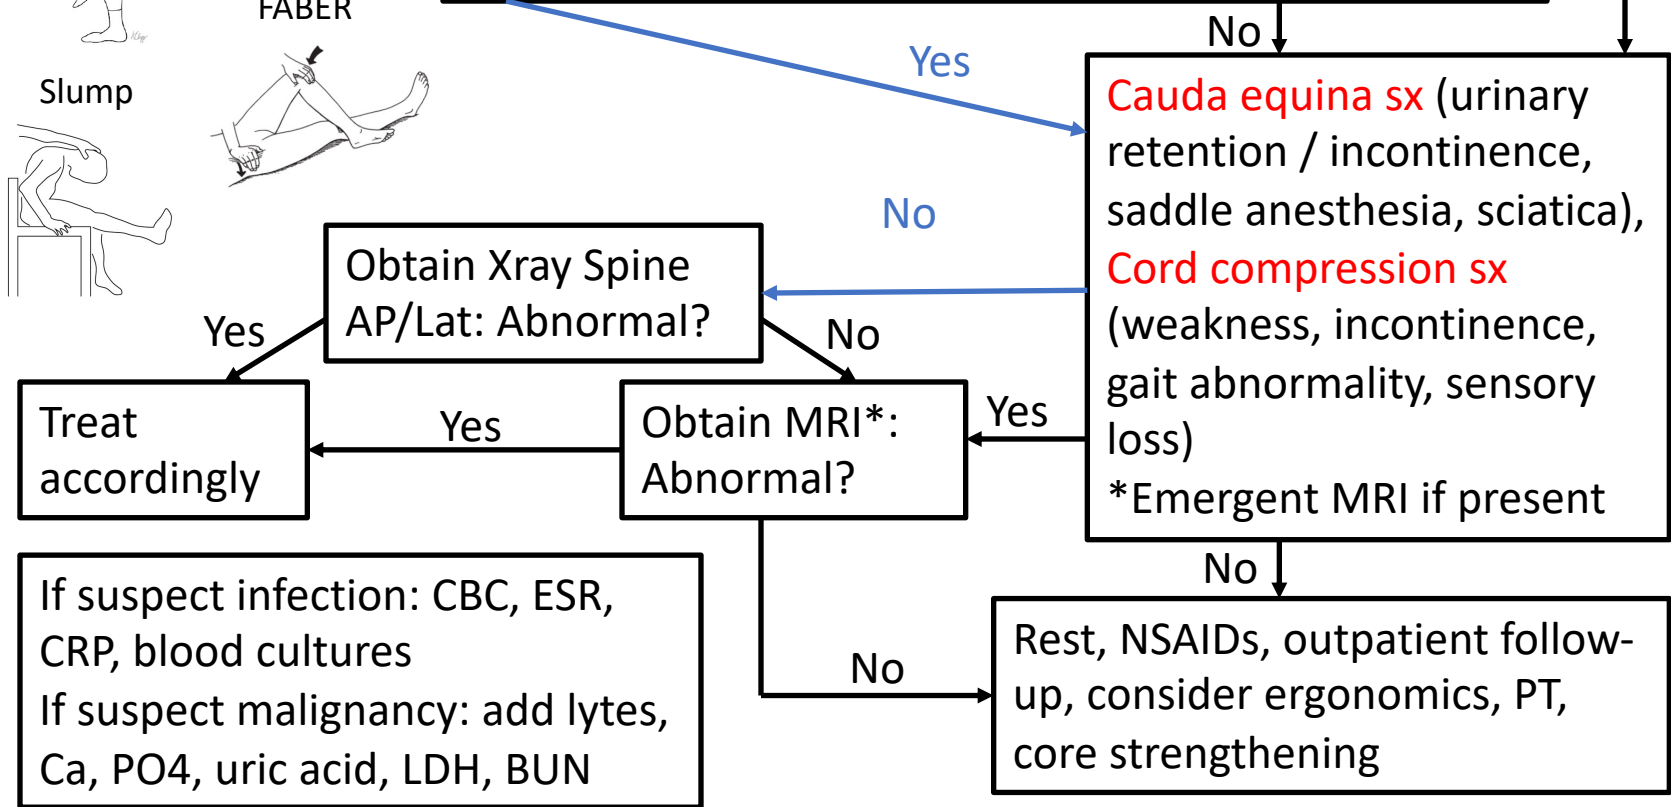 FABER
Slump
No
Yes
Cauda equina sx (urinary
retention / incontinence,
saddle anesthesia, sciatica),
Cord compression sx
(weakness, incontinence,
gait abnormality, sensory
loss)
*Emergent MRI if present
No
Obtain Xray Spine
AP/Lat: Abnormal?
Yes
No
Treat
accordingly
Yes
Obtain MRI*:
Abnormal?
Yes
No
If suspect infection: CBC, ESR,
CRP, blood cultures
If suspect malignancy: add lytes,
Ca, PO4, uric acid, LDH, BUN
No
Rest, NSAIDs, outpatient follow-
up, consider ergonomics, PT,
core strengthening